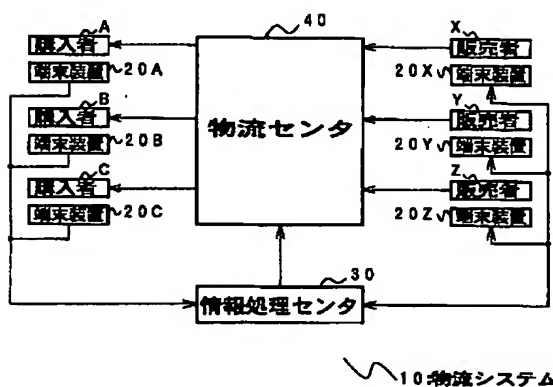 40
A
購入者
端末装置 20A
B
購入者
端末装置 20B
C
購入者
端末装置 20C
物流センタ
X
販売者
20X 端末装置
Y
販売者
20Y 端末装置
Z
販売者
20Z 端末装置
30
情報処理センタ
10:物流システム